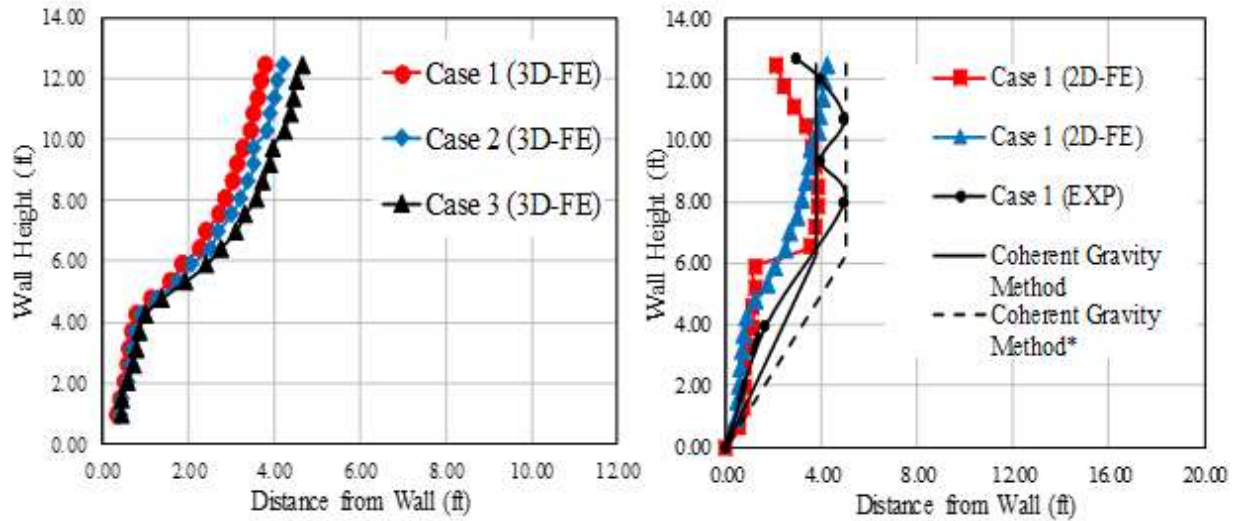 14.00
12.00
10.00
8.00
6.00
4.00
2.00
0.00
Wall Height (ft)
0.00 2.00 4.00 6.00 8.00 10.00 12.00
Distance from Wall (ft)
Case 1 (3D-FE)
Case 2 (3D-FE)
Case 3 (3D-FE)
14.00
12.00
10.00
8.00
6.00
4.00
2.00
0.00
Wall Height (ft)
0.00 4.00 8.00 12.00 16.00 20.00
Distance from Wall (ft)
Case 1 (2D-FE)
Case 1 (2D-FE)
Case 1 (EXP)
Coherent Gravity
Method
Coherent Gravity
Method*